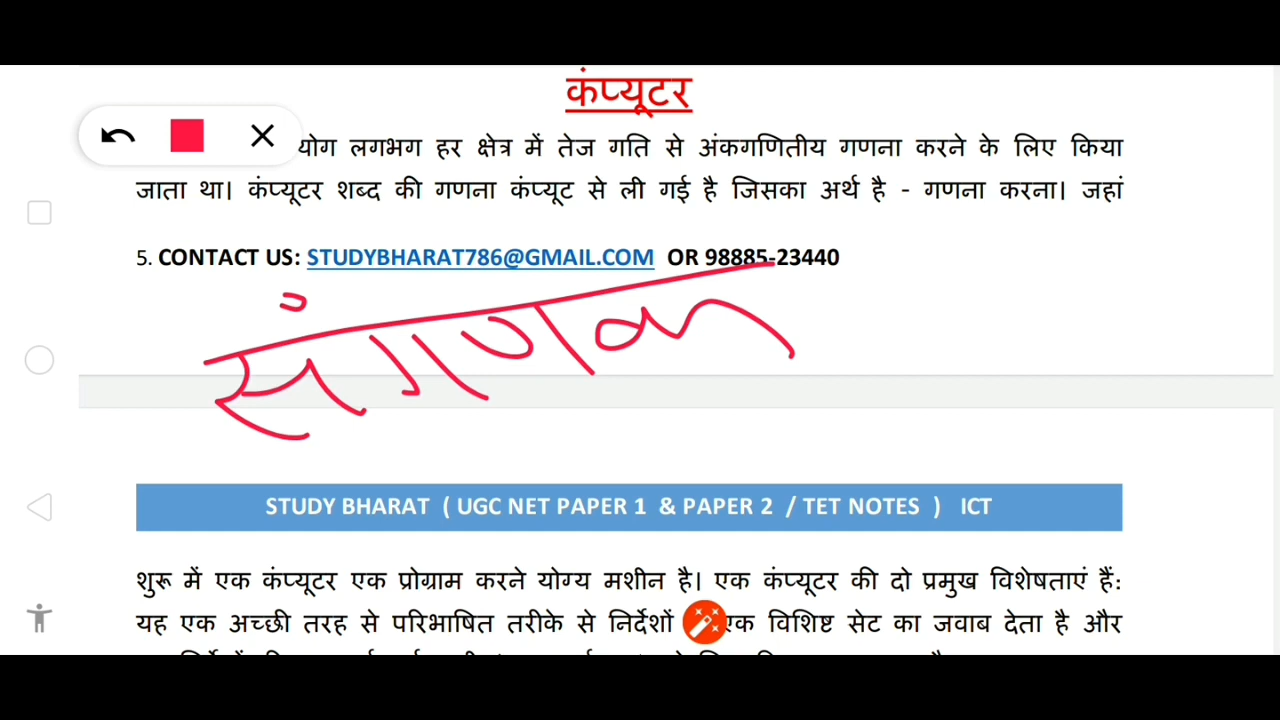 कंप्यूटर
योग लगभग हर क्षेत्र में तेज गति से अंकगणितीय गणना करने के लिए किया
जाता था। कंप्यूटर शब्द की गणना कंप्यूट से ली गई है जिसका अर्थ है - गणना करना। जहां
5. CONTACT US: STUDYBHARAT786@GMAIL.COM OR 98885-23440
संगणक
STUDY BHARAT ( UGC NET PAPER 1 & PAPER 2 / TET NOTES ) ICT
शुरू में एक कंप्यूटर एक प्रोग्राम करने योग्य मशीन है। एक कंप्यूटर की दो प्रमुख विशेषताएं हैं:
यह एक अच्छी तरह से परिभाषित तरीके से निर्देशों एक विशिष्ट सेट का जवाब देता है और